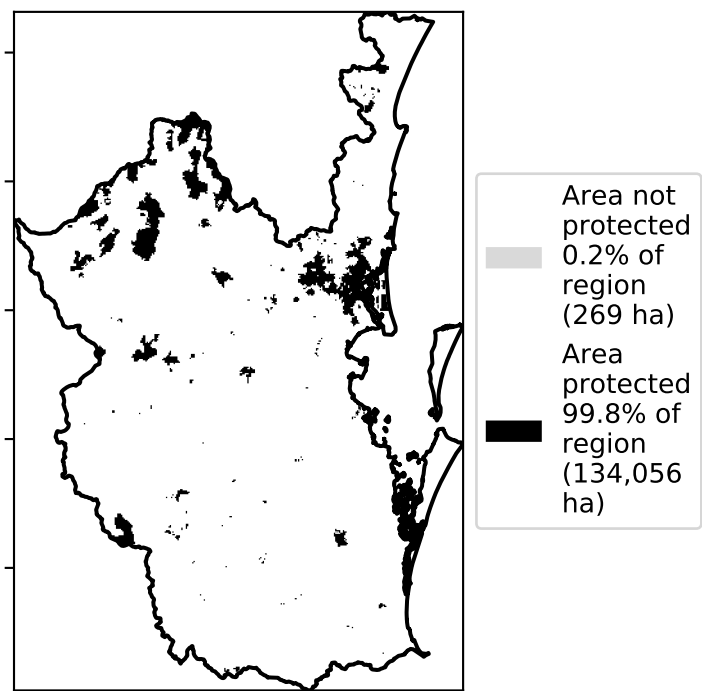 Area not
protected
0.2% of
region
(269 ha)
Area
protected
99.8% of
region
(134,056
ha)